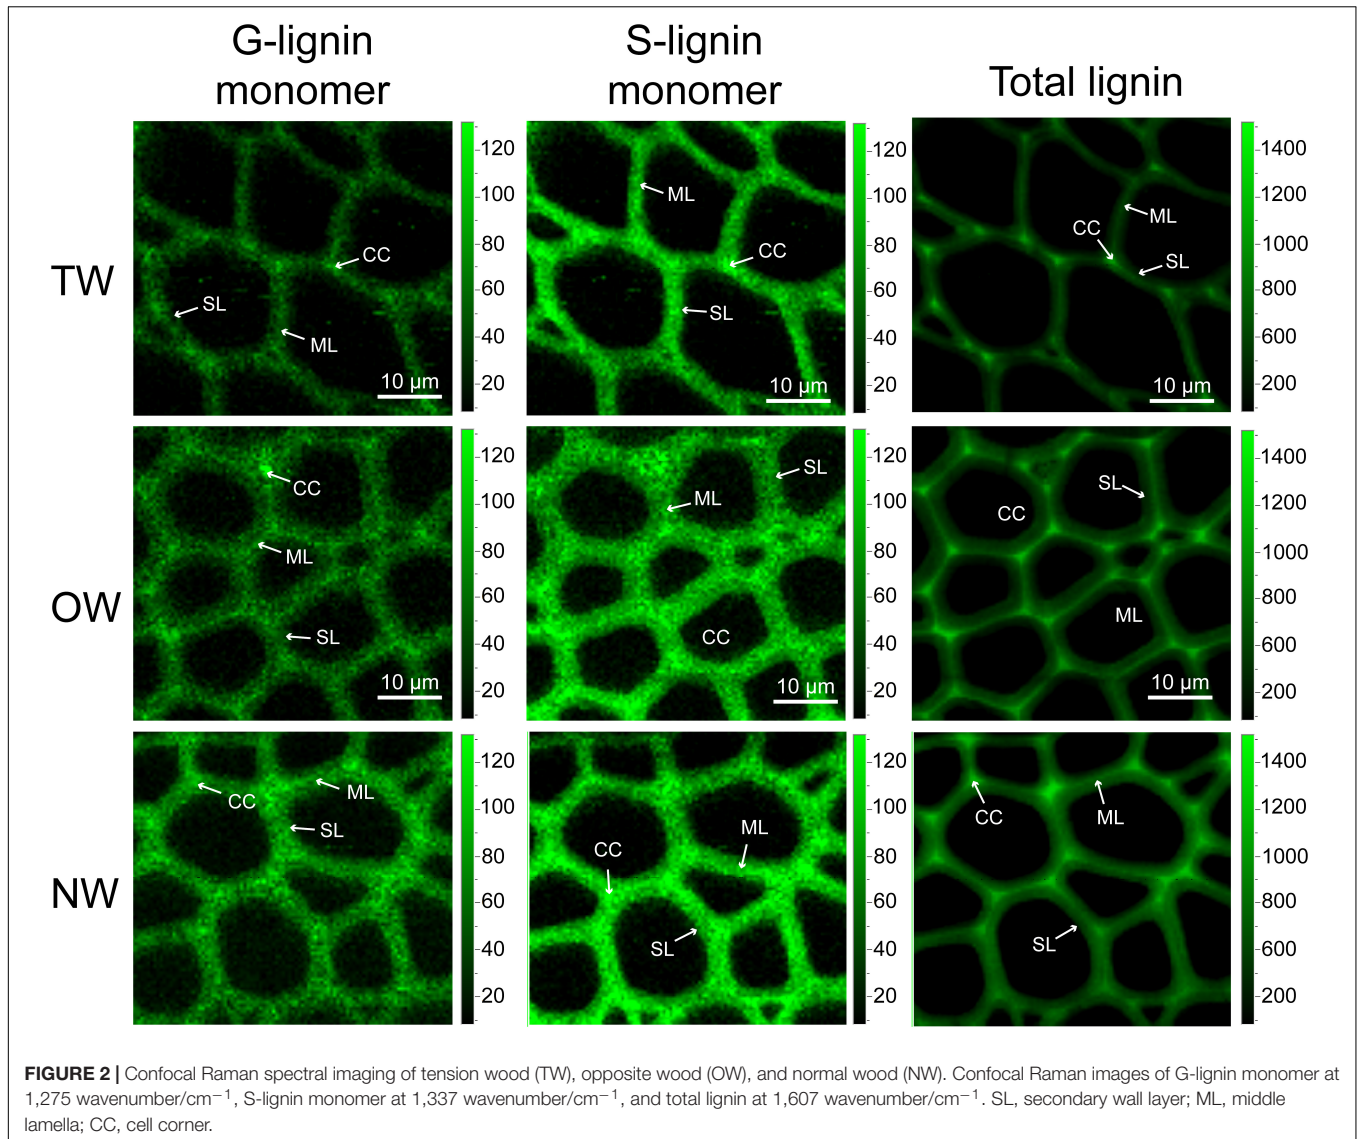 G-lignin
monomer
S-lignin
monomer
Total lignin
TW
CC
SL
ML
10 µm
120
100
80
60
40
20
ML
CC
SL
10 µm
120
100
80
60
40
20
ML
CC
SL
10 µm
1400
1200
1000
800
600
400
200
OW
CC
ML
SL
10 µm
120
100
80
60
40
20
SL
ML
CC
10 µm
120
100
80
60
40
20
SL
CC
ML
10 µm
1400
1200
1000
800
600
400
200
NW
CC
ML
SL
120
100
80
60
40
20
ML
CC
SL
120
100
80
60
40
20
CC
ML
SL
1400
1200
1000
800
600
400
200
FIGURE 2 | Confocal Raman spectral imaging of tension wood (TW), opposite wood (OW), and normal wood (NW). Confocal Raman images of G-lignin monomer at
1,275 wavenumber/cm⁻¹, S-lignin monomer at 1,337 wavenumber/cm⁻¹, and total lignin at 1,607 wavenumber/cm⁻¹. SL, secondary wall layer; ML, middle
lamella; CC, cell corner.